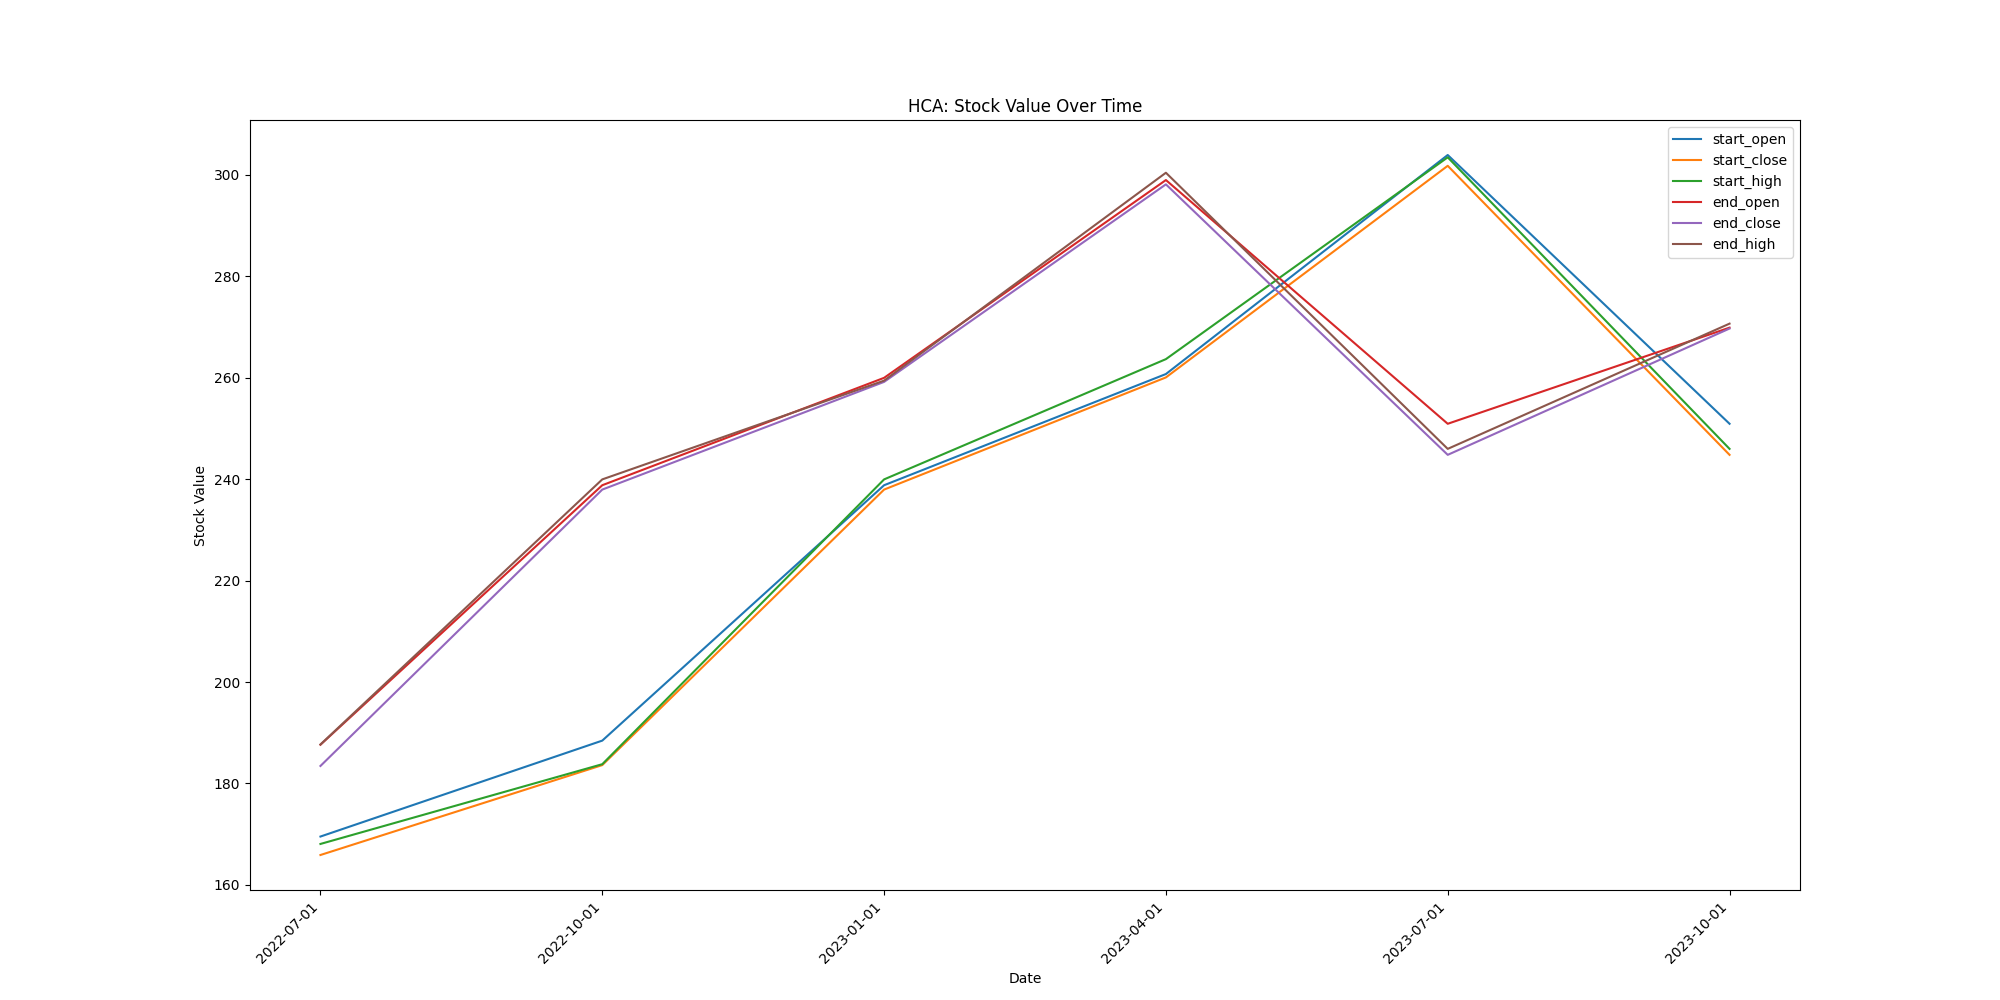 HCA: Stock Value Over Time
start_open
start_close
start_high
end_open
end_close
end_high
Stock Value
300
280
260
240
220
200
180
160
2022-07-01
2022-10-01
2023-01-01
2023-04-01
2023-07-01
2023-10-01
Date